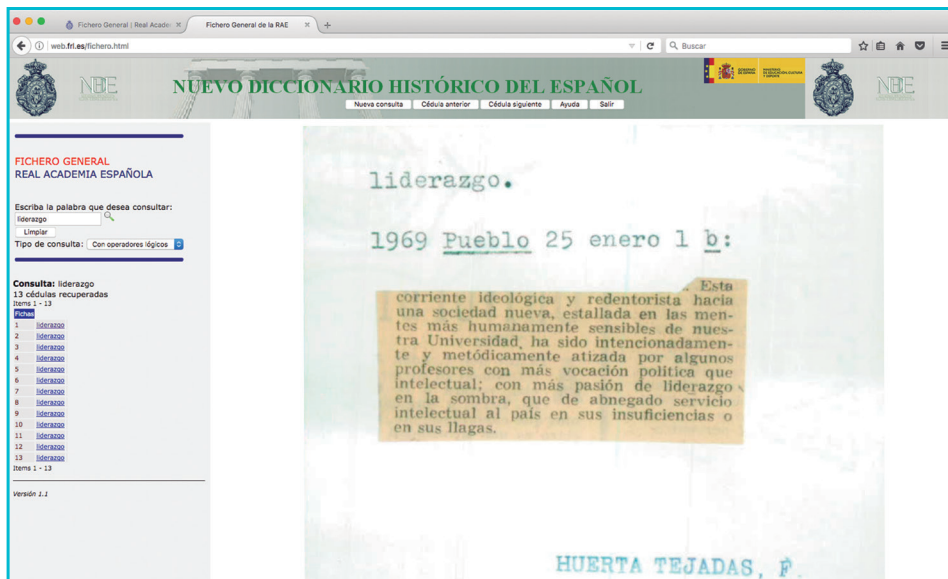 Fichero General | Real Acade
Fichero General de la RAE
web.frl.es/fichero.html
Buscar
NUEVO DICCIONARIO HISTÓRICO DEL ESPAÑOL
Nueva consulta Cédula anterior Cédula siguiente Ayuda Salir
FICHERO GENERAL
REAL ACADEMIA ESPAÑOLA
Escriba la palabra que desea consultar:
liderazgo
Limpiar
Tipo de consulta: Con operadores lógicos
Consulta: liderazgo
13 cédulas recuperadas
Items 1 - 13
Fichas
1 liderazgo
2 liderazgo
3 liderazgo
4 liderazgo
5 liderazgo
6 liderazgo
7 liderazgo
8 liderazgo
9 liderazgo
10 liderazgo
11 liderazgo
12 liderazgo
13 liderazgo
Items 1 - 13
Versión 1.1
liderazgo.
1969 Pueblo 25 enero 1 b:
Esta
corriente ideológica y redentorista hacia
una sociedad nueva, estallada en las men-
tes más humanamente sensibles de nues-
tra Universidad, ha sido intencionadamen-
te y metódicamente atizada por algunos
profesores con más vocación política que
intelectual; con más pasión de liderazgo
en la sombra, que de abnegado servicio
intelectual al país en sus insuficiencias o
en sus llagas.
HUERTA TEJADAS, F.